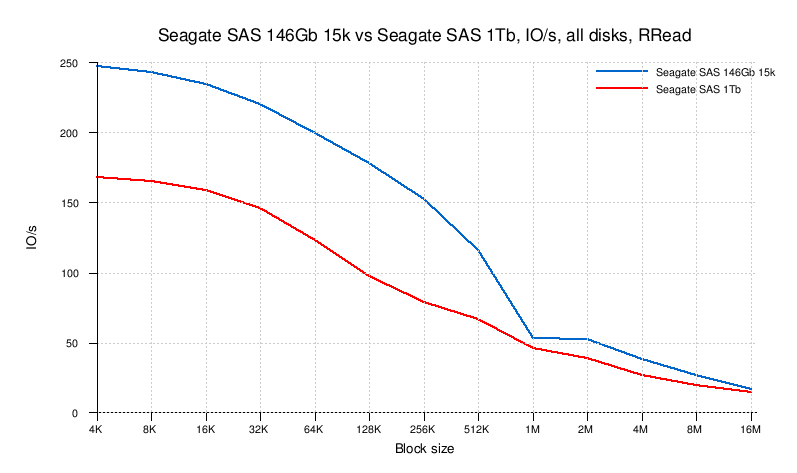 Seagate SAS 146Gb 15k vs Seagate SAS 1Tb, IO/s, all disks, RRead
Seagate SAS 146Gb 15k
Seagate SAS 1Tb
IO/s
250
200
150
100
50
0
4K 8K 16K 32K 64K 128K 256K 512K 1M 2M 4M 8M 16M
Block size